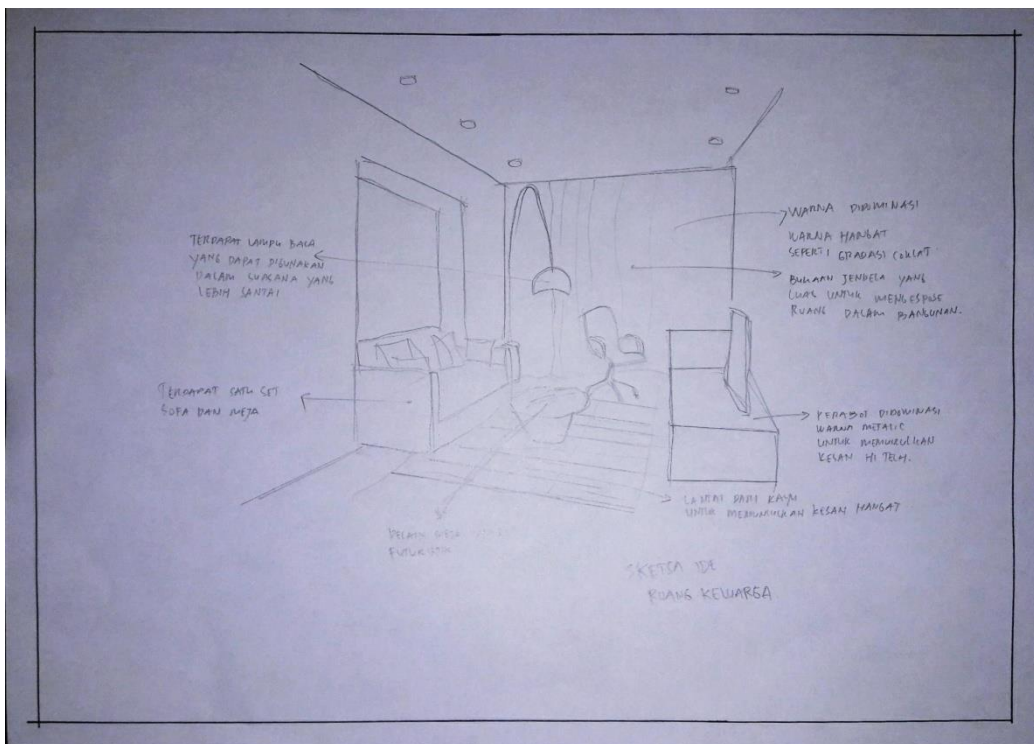 TERDAPAT LAMPU BACA
YANG DAPAT DIGUNAKAN
DALAM SUASANA YANG
LEBIH SANTAI
TERDAPAT SATU SET
SOFA DAN MEJA
WARNA DIDOMINASI
WARNA HANGAT
SEPERTI GRADASI COKLAT
BUKAAN JENDELA YANG
LUAS UNTUK MENGESPOSE
RUANG DALAM BANGUNAN.
PERABOT DIDOMINASI
WARNA METALIC
UNTUK MEMUNCULKAN
KESAN HI TECH.
LANTAI DARI KAYU
UNTUK MEMUNCULKAN KESAN HANGAT
MEJA
FUTURISTIK
SKETSA IDE
RUANG KELUARGA